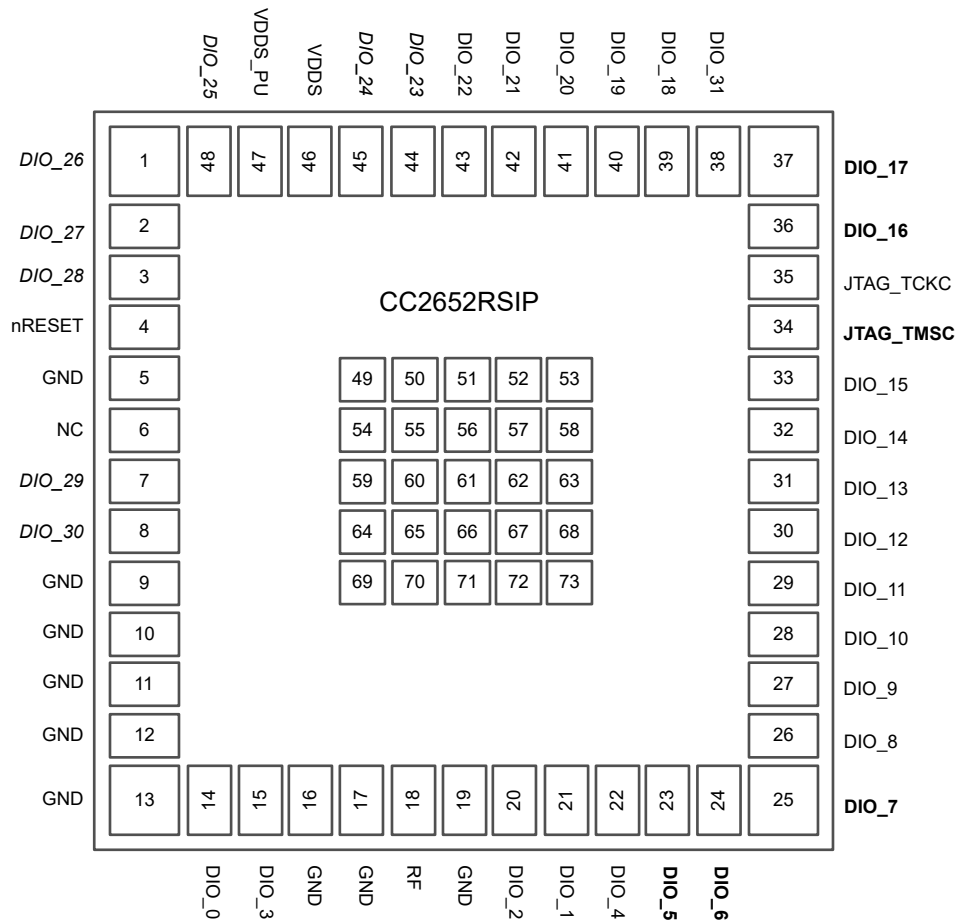 DIO_25
VDDS_PU
VDDS
DIO_24
DIO_23
DIO_22
DIO_21
DIO_20
DIO_19
DIO_18
DIO_31
DIO_26
1
48
47
46
45
44
43
42
41
40
39
38
37
DIO_17
DIO_27
2
36
DIO_16
DIO_28
3
35
JTAG_TCKC
CC2652RSIP
nRESET
4
34
JTAG_TMSC
GND
5
49 50 51 52 53
33
DIO_15
NC
6
54 55 56 57 58
32
DIO_14
DIO_29
7
59 60 61 62 63
31
DIO_13
DIO_30
8
64 65 66 67 68
30
DIO_12
GND
9
69 70 71 72 73
29
DIO_11
GND
10
28
DIO_10
GND
11
27
DIO_9
GND
12
26
DIO_8
GND
13
14
15
16
17
18
19
20
21
22
23
24
25
DIO_7
DIO_0
DIO_3
GND
GND
RF
GND
DIO_2
DIO_1
DIO_4
DIO_5
DIO_6